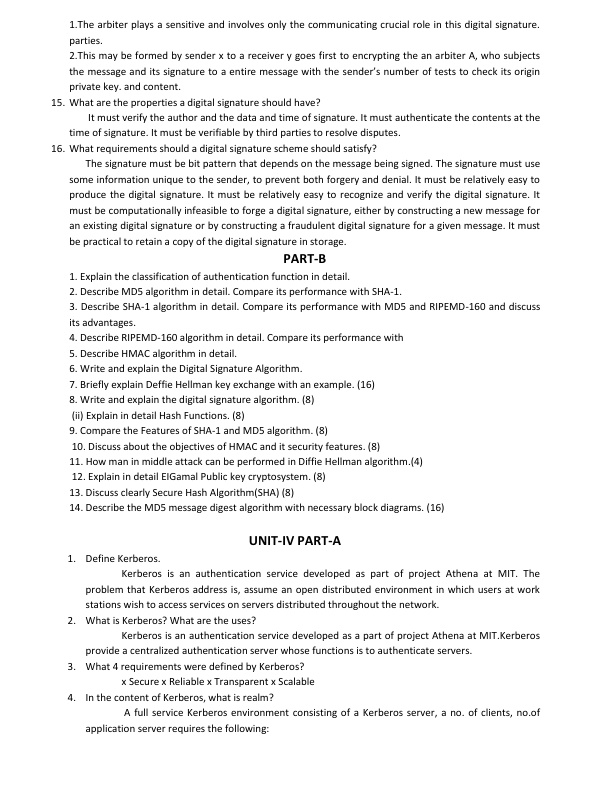 1.The arbiter plays a sensitive and involves only the communicating crucial role in this digital signature.
parties.
2.This may be formed by sender x to a receiver y goes first to encrypting the an arbiter A, who subjects
the message and its signature to a entire message with the sender's number of tests to check its origin
private key. and content.
15. What are the properties a digital signature should have?
It must verify the author and the data and time of signature. It must authenticate the contents at the
time of signature. It must be verifiable by third parties to resolve disputes.
16. What requirements should a digital signature scheme should satisfy?
The signature must be bit pattern that depends on the message being signed. The signature must use
some information unique to the sender, to prevent both forgery and denial. It must be relatively easy to
produce the digital signature. It must be relatively easy to recognize and verify the digital signature. It
must be computationally infeasible to forge a digital signature, either by constructing a new message for
an existing digital signature or by constructing a fraudulent digital signature for a given message. It must
be practical to retain a copy of the digital signature in storage.
PART-B
1. Explain the classification of authentication function in detail.
2. Describe MD5 algorithm in detail. Compare its performance with SHA-1.
3. Describe SHA-1 algorithm in detail. Compare its performance with MD5 and RIPEMD-160 and discuss
its advantages.
4. Describe RIPEMD-160 algorithm in detail. Compare its performance with
5. Describe HMAC algorithm in detail.
6. Write and explain the Digital Signature Algorithm.
7. Briefly explain Deffie Hellman key exchange with an example. (16)
8. Write and explain the digital signature algorithm. (8)
(ii) Explain in detail Hash Functions. (8)
9. Compare the Features of SHA-1 and MD5 algorithm. (8)
10. Discuss about the objectives of HMAC and it security features. (8)
11. How man in middle attack can be performed in Diffie Hellman algorithm.(4)
12. Explain in detail EIGamal Public key cryptosystem. (8)
13. Discuss clearly Secure Hash Algorithm(SHA) (8)
14. Describe the MD5 message digest algorithm with necessary block diagrams. (16)
UNIT-IV PART-A
1. Define Kerberos.
Kerberos is an authentication service developed as part of project Athena at MIT. The
problem that Kerberos address is, assume an open distributed environment in which users at work
stations wish to access services on servers distributed throughout the network.
2. What is Kerberos? What are the uses?
Kerberos is an authentication service developed as a part of project Athena at MIT.Kerberos
provide a centralized authentication server whose functions is to authenticate servers.
3. What 4 requirements were defined by Kerberos?
x Secure x Reliable x Transparent x Scalable
4. In the content of Kerberos, what is realm?
A full service Kerberos environment consisting of a Kerberos server, a no. of clients, no.of
application server requires the following: